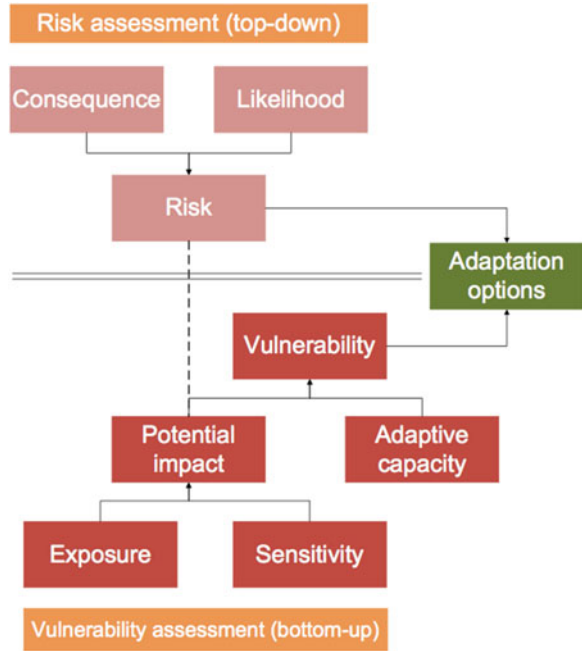 Risk assessment (top-down)
Consequence
Likelihood
Risk
Adaptation
options
Vulnerability
Potential
impact
Adaptive
capacity
Exposure
Sensitivity
Vulnerability assessment (bottom-up)